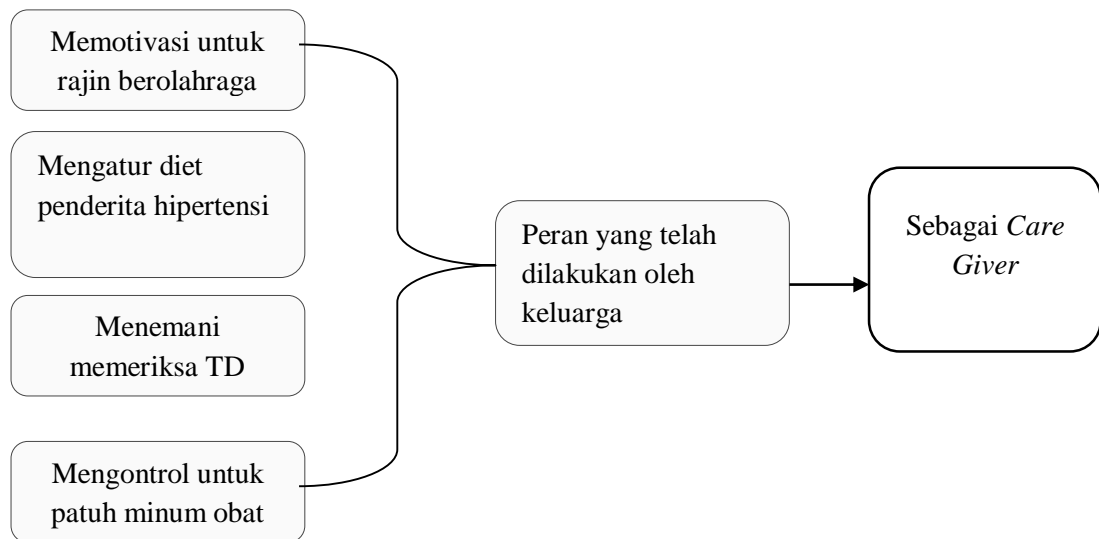 Memotivasi untuk
rajin berolahraga
Mengatur diet
penderita hipertensi
Menemani
memeriksa TD
Mengontrol untuk
patuh minum obat
Peran yang telah
dilakukan oleh
keluarga
Sebagai Care
Giver